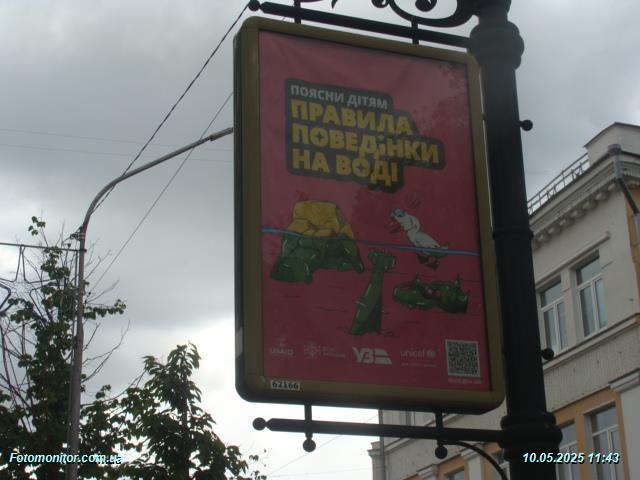 ПОЯСНИ ДІТЯМ
ПРАВИЛА
ПОВЕДІНКИ
НА ВОДІ
USAID
УЗ
unicef
62166
Fotomonitor.com.ua
10.05.2025 11:43